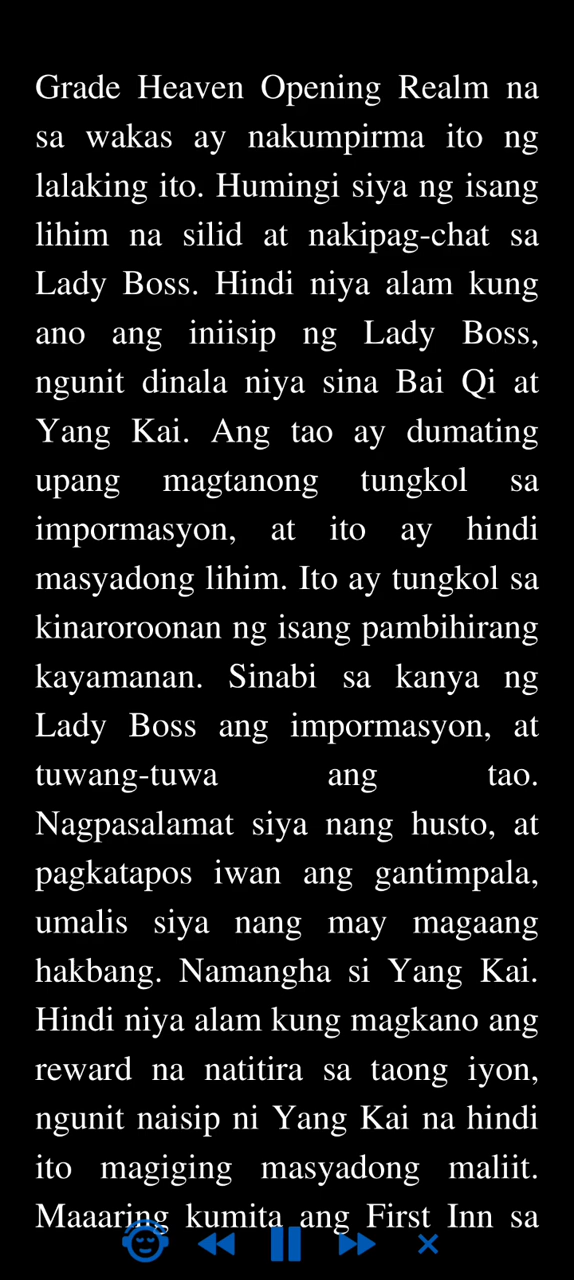 Grade Heaven Opening Realm na
sa wakas ay nakumpirma ito ng
lalaking ito. Humingi siya ng isang
lihim na silid at nakipag-chat sa
Lady Boss. Hindi niya alam kung
ano ang iniisip ng Lady Boss,
ngunit dinala niya sina Bai Qi at
Yang Kai. Ang tao ay dumating
upang magtanong tungkol sa
impormasyon, at ito ay hindi
masyadong lihim. Ito ay tungkol sa
kinaroroonan ng isang pambihirang
kayamanan. Sinabi sa kanya ng
Lady Boss ang impormasyon, at
tuwang-tuwa ang tao.
Nagpasalamat siya nang husto, at
pagkatapos iwan ang gantimpala,
umalis siya nang may magaang
hakbang. Namangha si Yang Kai.
Hindi niya alam kung magkano ang
reward na natitira sa taong iyon,
ngunit naisip ni Yang Kai na hindi
ito magiging masyadong maliit.
Maaaring kumita ang First Inn sa